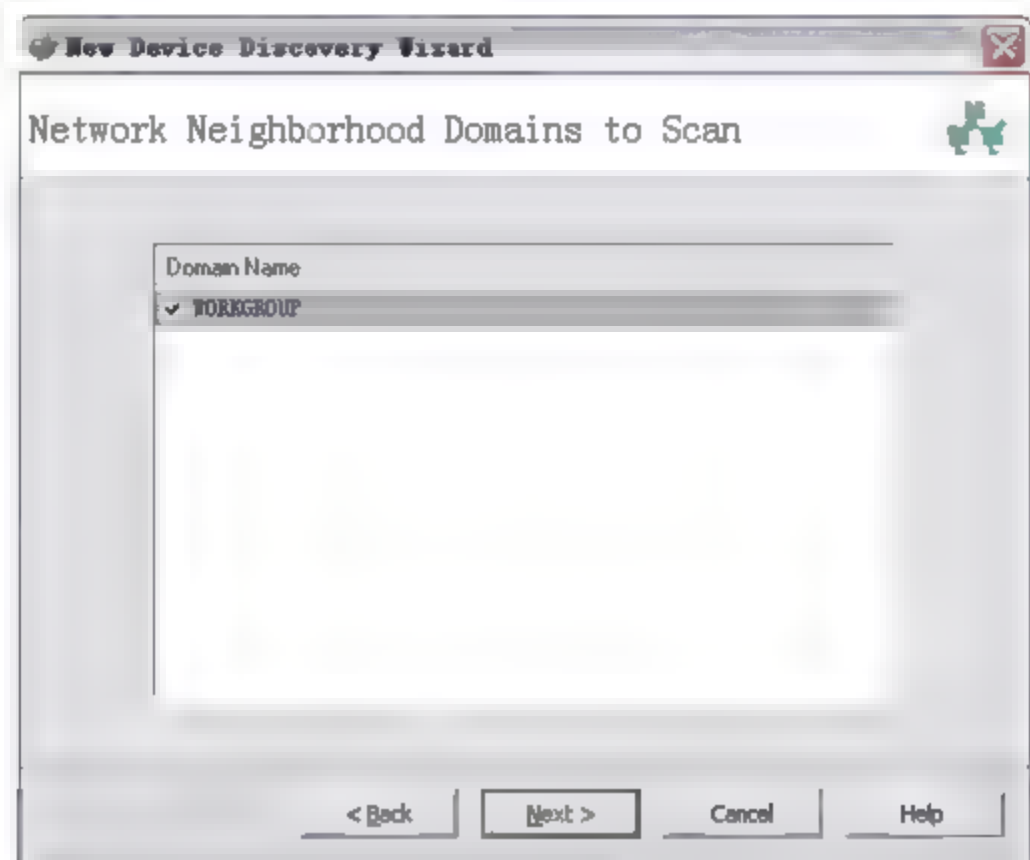 New Device Discovery Wizard
Network Neighborhood Domains to Scan
Domain Name
WORKGROUP
< Back
Next >
Cancel
Help